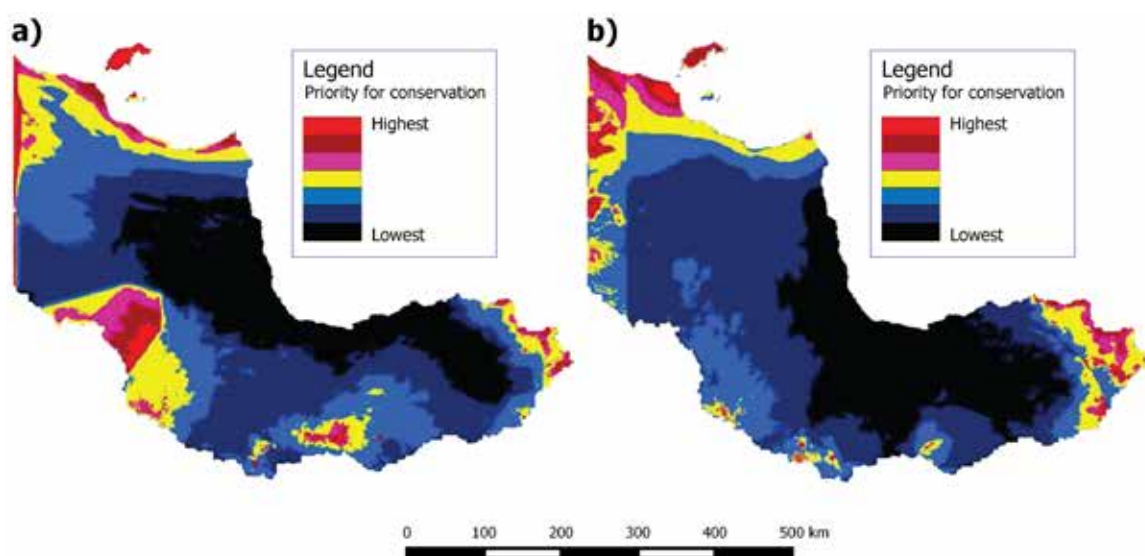 a)
Legend
Priority for conservation
Highest
Lowest
b)
Legend
Priority for conservation
Highest
Lowest
0 100 200 300 400 500 km